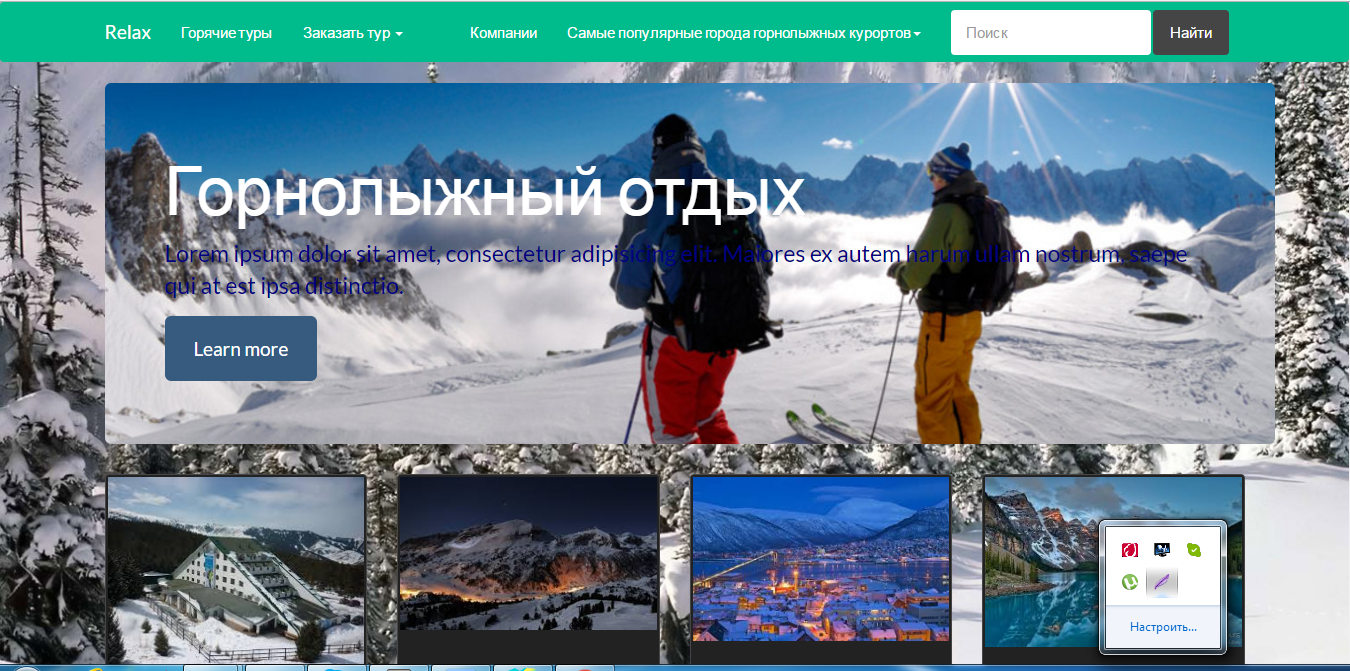 Relax Горячие туры Заказать тур Компании Самые популярные города горнолыжных курортов Поиск Найти
Горнолыжный отдых
Lorem ipsum dolor sit amet, consectetur adipisicing elit. Maiores ex autem harum ullam nostrum, saepe
qui at est ipsa distinctio.
Learn more
Настроить...